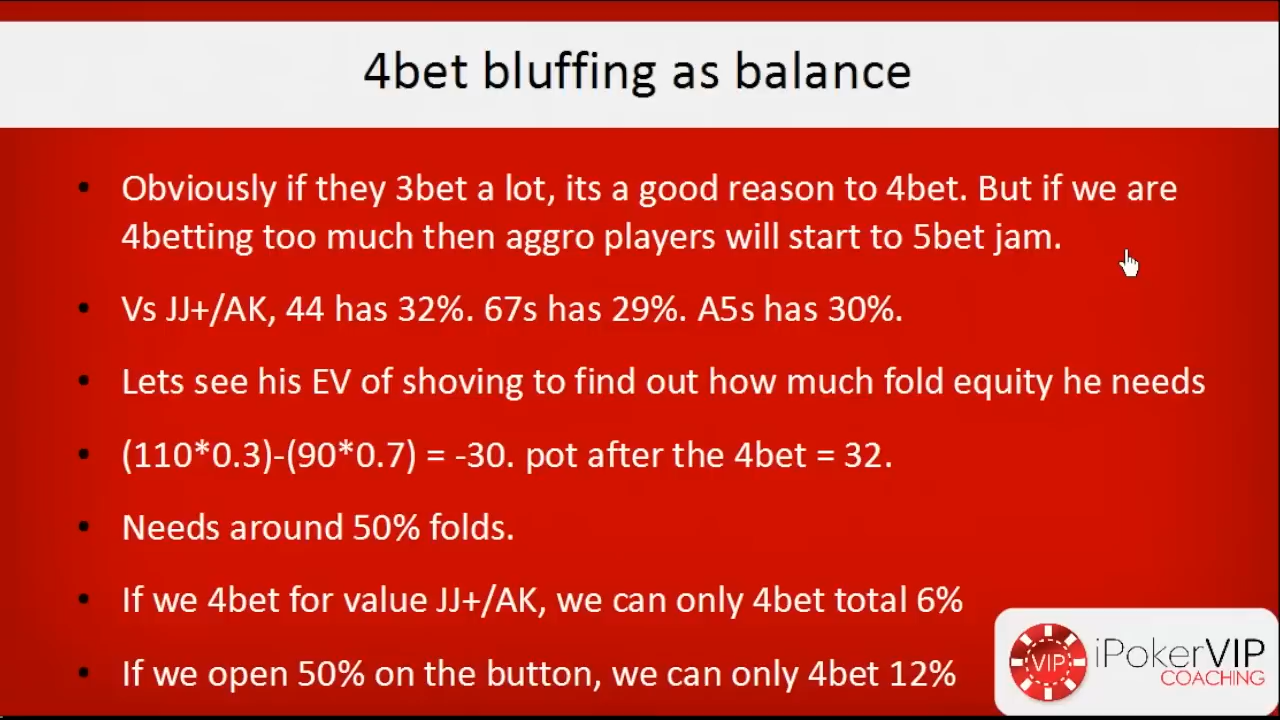 4bet bluffing as balance
• Obviously if they 3bet a lot, its a good reason to 4bet. But if we are
4betting too much then aggro players will start to 5bet jam.
• Vs JJ+/AK, 44 has 32%. 67s has 29%. A5s has 30%.
• Lets see his EV of shoving to find out how much fold equity he needs
• (110*0.3)-(90*0.7) = -30. pot after the 4bet = 32.
• Needs around 50% folds.
• If we 4bet for value JJ+/AK, we can only 4bet total 6%
• If we open 50% on the button, we can only 4bet 12%
VIP
iPokerVIP
COACHING